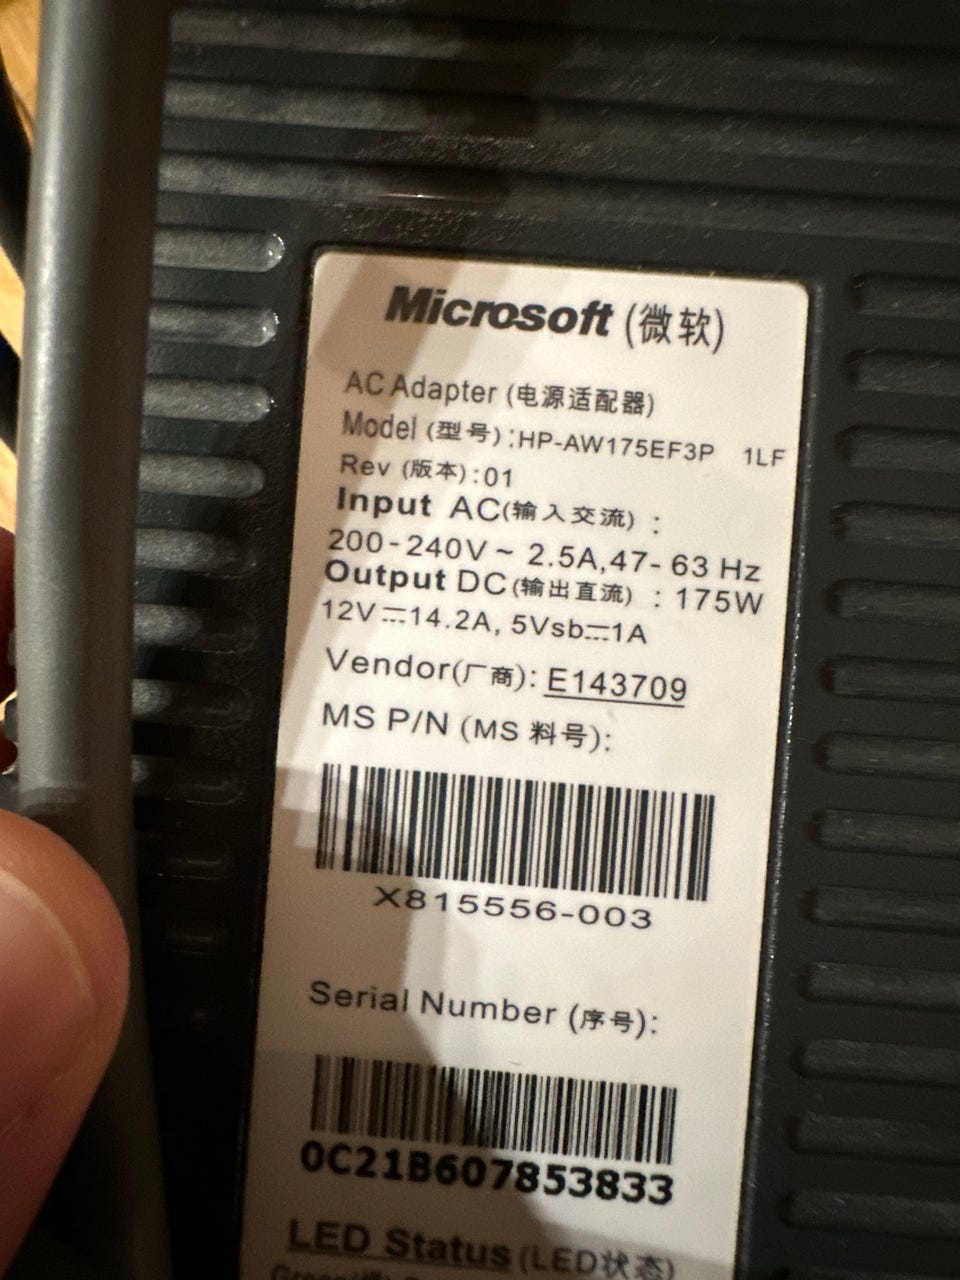 Microsoft (微软)
AC Adapter (电源适配器)
Model (型号):HP-AW175EF3P 1LF
Rev (版本):01
Input AC(输入交流) :
200-240V~ 2.5A,47-63 Hz
Output DC(输出直流) : 175W
12V⎓14.2A, 5Vsb⎓1A
Vendor(厂商): E143709
MS P/N (MS 料号):
X815556-003
Serial Number (序号):
0C21B607853833
LED Status (LED状态)